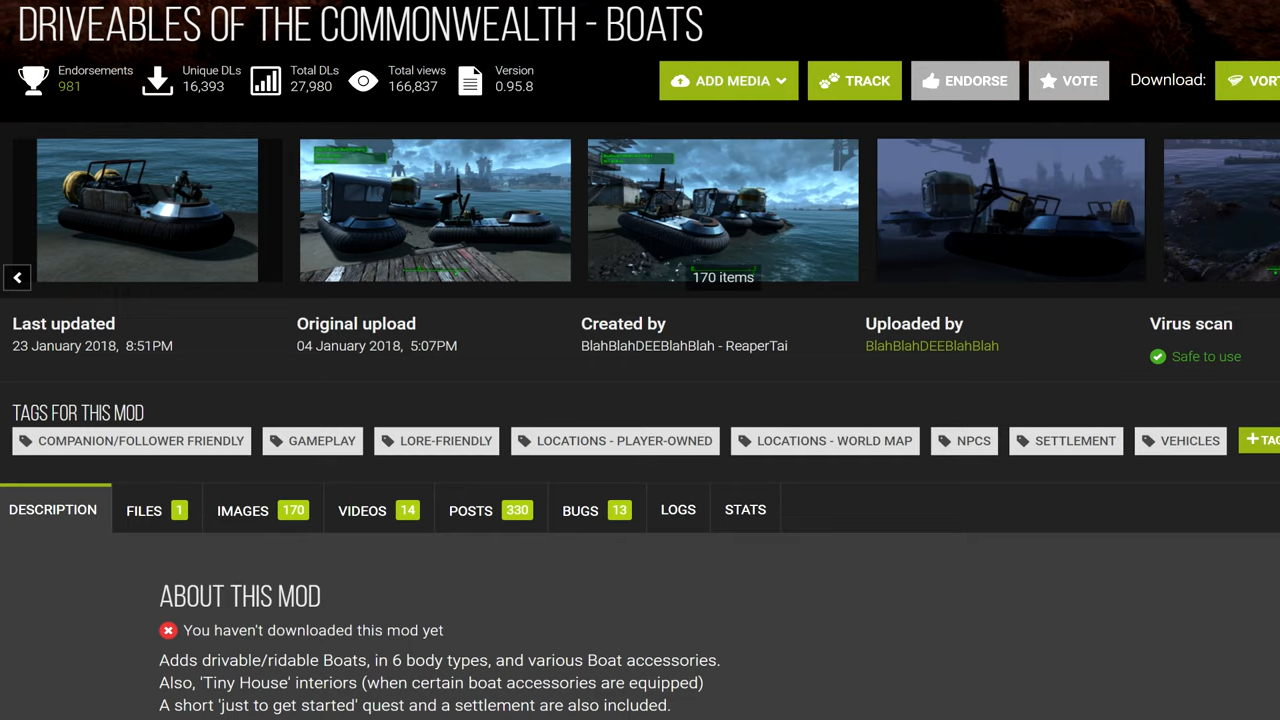 DRIVEABLES OF THE COMMONWEALTH - BOATS
Endorsements
981
Unique DLs
16,393
Total DLs
27,980
Total views
166,837
Version
0.95.8
ADD MEDIA
TRACK
ENDORSE
VOTE
Download:
VORT
170 items
Last updated
23 January 2018, 8:51PM
Original upload
04 January 2018, 5:07PM
Created by
BlahBlahDEEBlahBlah - ReaperTai
Uploaded by
BlahBlahDEEBlahBlah
Virus scan
Safe to use
TAGS FOR THIS MOD
COMPANION/FOLLOWER FRIENDLY
GAMEPLAY
LORE-FRIENDLY
LOCATIONS - PLAYER-OWNED
LOCATIONS - WORLD MAP
NPCS
SETTLEMENT
VEHICLES
+ TAG
DESCRIPTION
FILES 1
IMAGES 170
VIDEOS 14
POSTS 330
BUGS 13
LOGS
STATS
ABOUT THIS MOD
You haven't downloaded this mod yet
Adds drivable/ridable Boats, in 6 body types, and various Boat accessories.
Also, 'Tiny House' interiors (when certain boat accessories are equipped)
A short 'just to get started' quest and a settlement are also included.